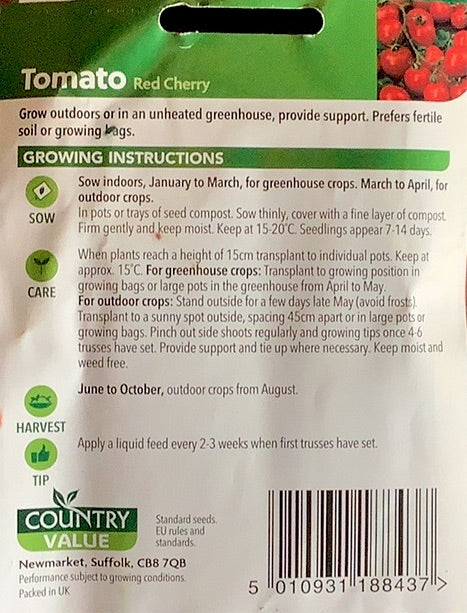 Tomato Red Cherry
Grow outdoors or in an unheated greenhouse, provide support. Prefers fertile
soil or growing bags.
GROWING INSTRUCTIONS
SOW
Sow indoors, January to March, for greenhouse crops. March to April, for
outdoor crops.
In pots or trays of seed compost. Sow thinly, cover with a fine layer of compost.
Firm gently and keep moist. Keep at 15-20°C. Seedlings appear 7-14 days.
CARE
When plants reach a height of 15cm transplant to individual pots. Keep at
approx. 15°C. For greenhouse crops: Transplant to growing position in
growing bags or large pots in the greenhouse from April to May.
For outdoor crops: Stand outside for a few days late May (avoid frosts).
Transplant to a sunny spot outside, spacing 45cm apart or in large pots or
growing bags. Pinch out side shoots regularly and growing tips once 4-6
trusses have set. Provide support and tie up where necessary. Keep moist and
weed free.
HARVEST
June to October, outdoor crops from August.
TIP
Apply a liquid feed every 2-3 weeks when first trusses have set.
COUNTRY
VALUE
Standard seeds.
EU rules and
standards.
Newmarket, Suffolk, CB8 7QB
Performance subject to growing conditions.
Packed in UK
5 010931 188437 >